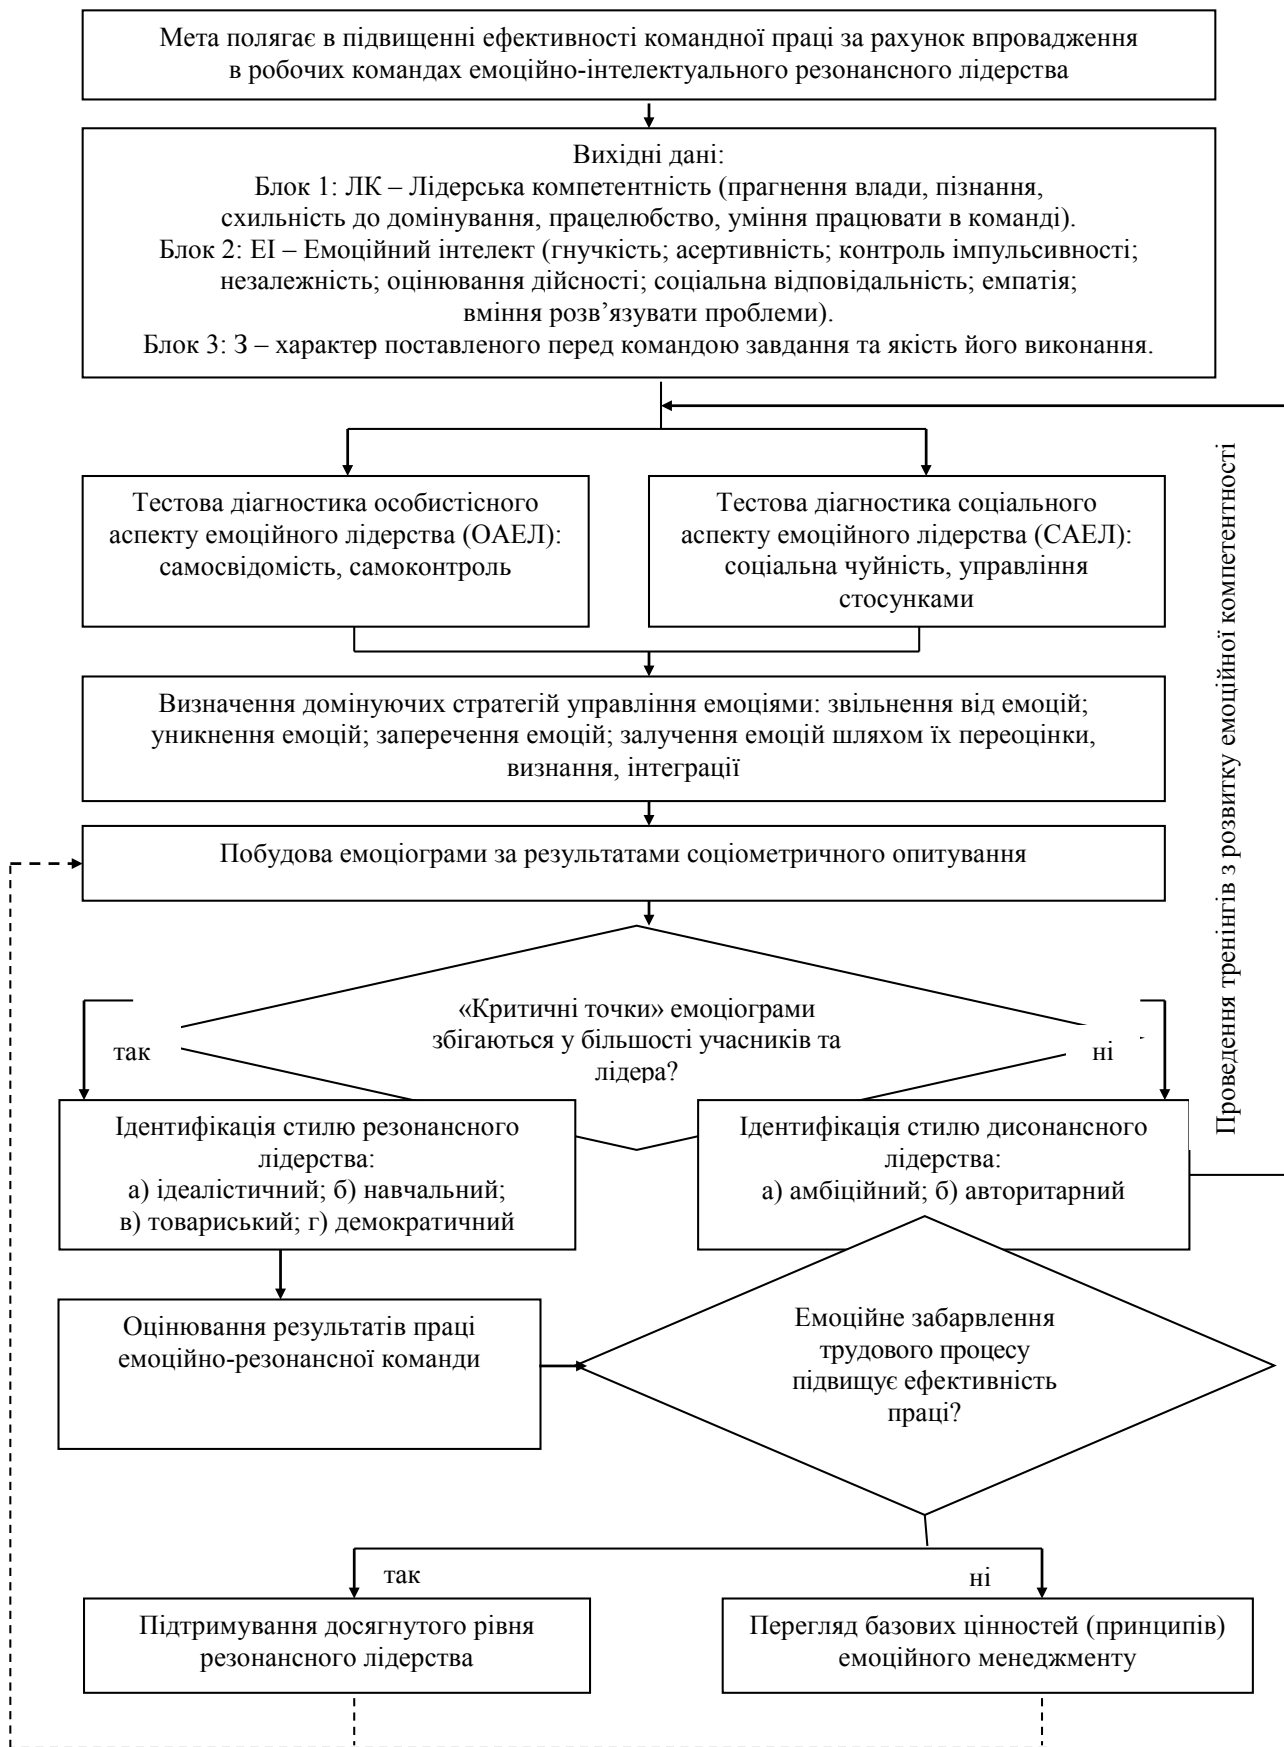 Мета полягає в підвищенні ефективності командної праці за рахунок впровадження
в робочих командах емоційно-інтелектуального резонансного лідерства
Вихідні дані:
Блок 1: ЛК – Лідерська компетентність (прагнення влади, пізнання,
схильність до домінування, працелюбство, уміння працювати в команді).
Блок 2: ЕІ – Емоційний інтелект (гнучкість; асертивність; контроль імпульсивності;
незалежність; оцінювання дійсності; соціальна відповідальність; емпатія;
вміння розв’язувати проблеми).
Блок 3: З – характер поставленого перед командою завдання та якість його виконання.
Тестова діагностика особистісного
аспекту емоційного лідерства (ОАЕЛ):
самосвідомість, самоконтроль
Тестова діагностика соціального
аспекту емоційного лідерства (САЕЛ):
соціальна чуйність, управління
стосунками
Проведення тренінгів з розвитку емоційної компетентності
Визначення домінуючих стратегій управління емоціями: звільнення від емоцій;
уникнення емоцій; заперечення емоцій; залучення емоцій шляхом їх переоцінки,
визнання, інтеграції
Побудова емоціограми за результатами соціометричного опитування
«Критичні точки» емоціограми
збігаються у більшості учасників та
лідера?
так
ні
Ідентифікація стилю резонансного
лідерства:
а) ідеалістичний; б) навчальний;
в) товариський; г) демократичний
Ідентифікація стилю дисонансного
лідерства:
а) амбіційний; б) авторитарний
Оцінювання результатів праці
емоційно-резонансної команди
Емоційне забарвлення
трудового процесу
підвищує ефективність
праці?
так
ні
Підтримування досягнутого рівня
резонансного лідерства
Перегляд базових цінностей (принципів)
емоційного менеджменту